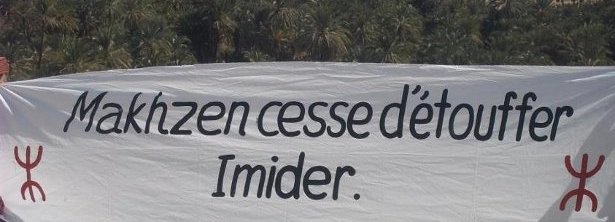 Makhzen cesse d'étouffer
Imider.